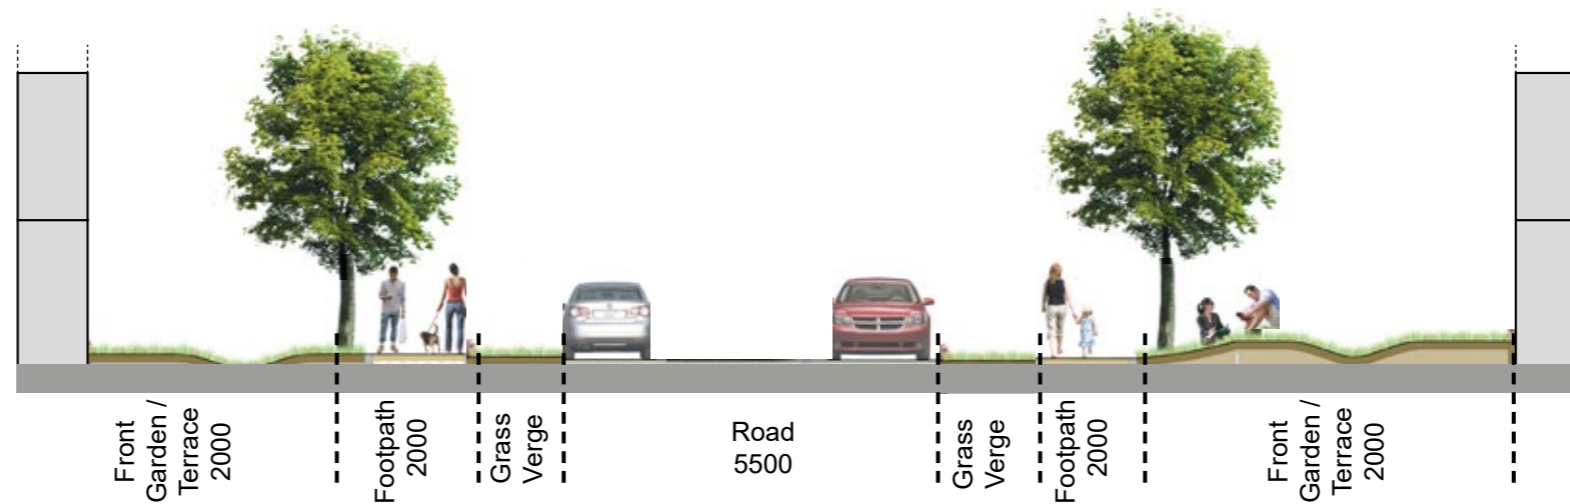 Front
Garden /
Terrace
2000
Footpath
2000
Grass
Verge
Road
5500
Grass
Verge
Footpath
2000
Front
Garden /
Terrace
2000